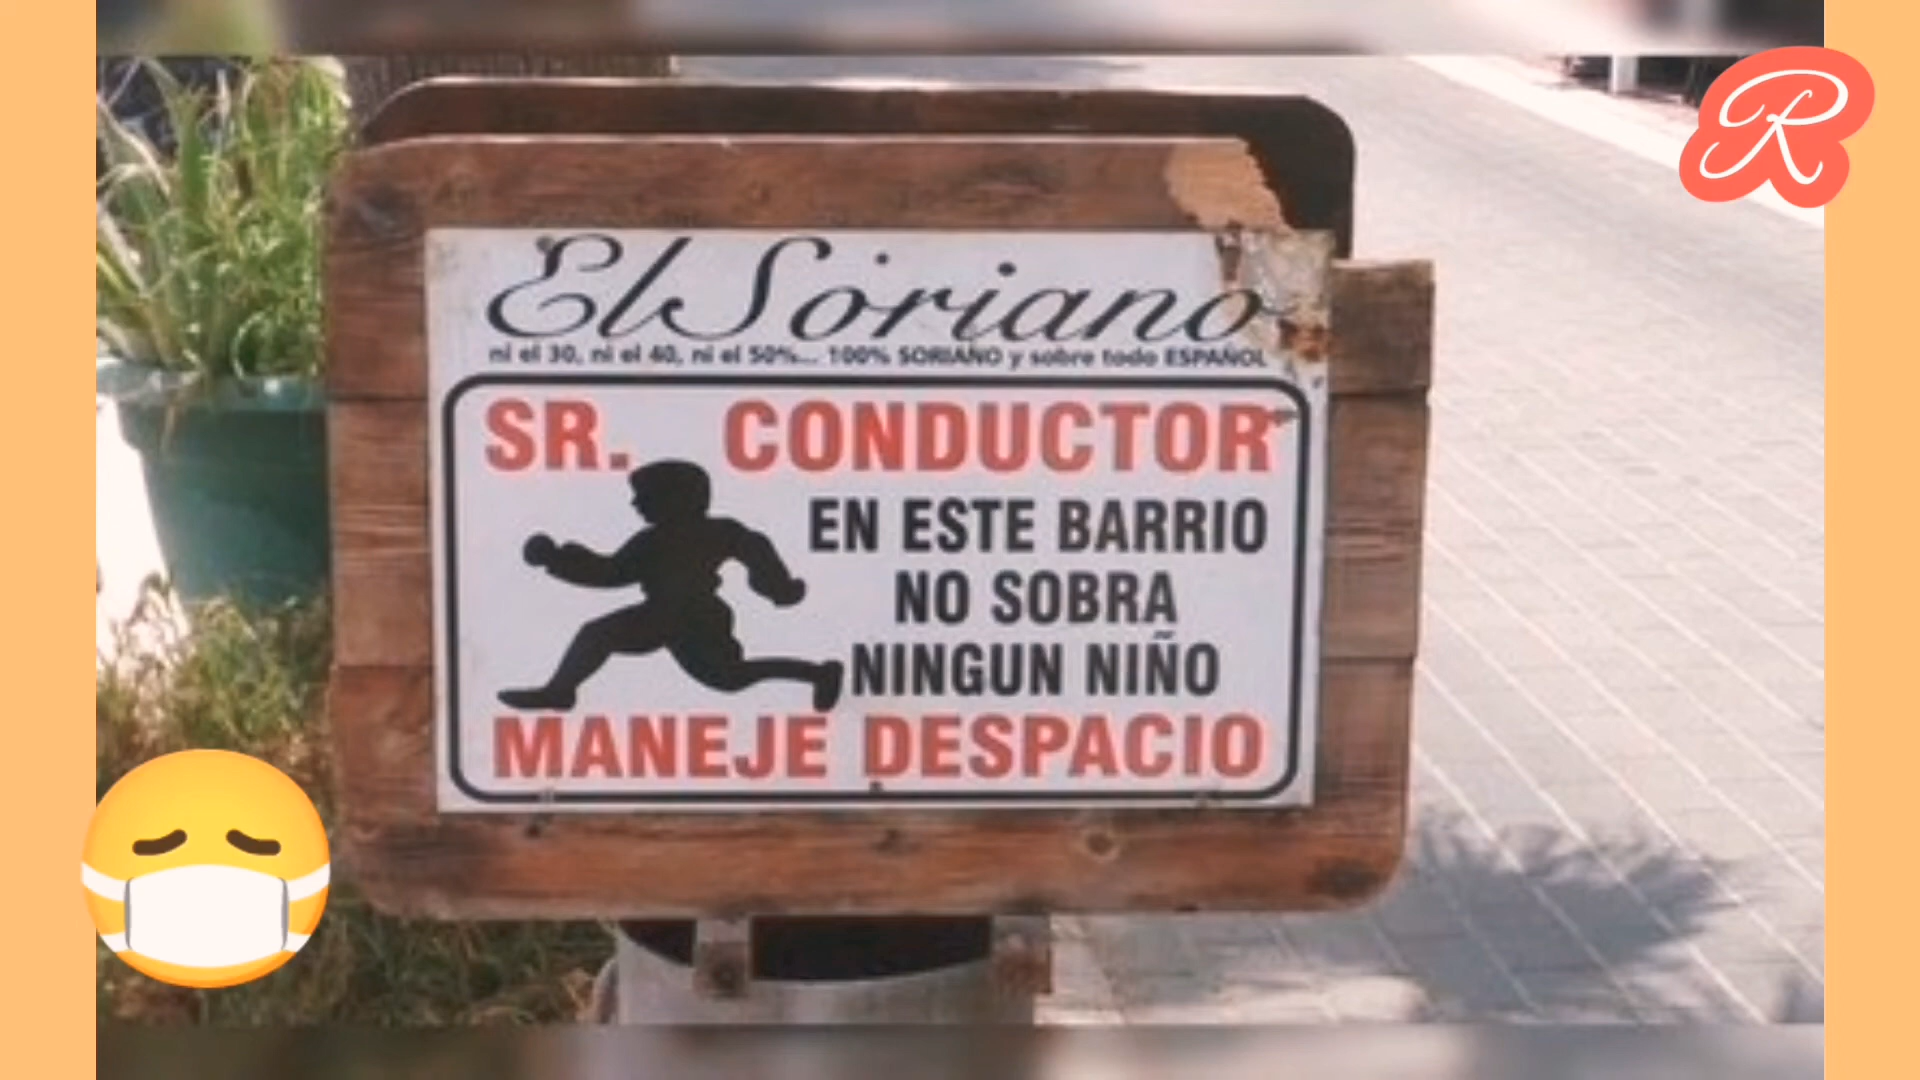 El Soriano
ni el 30, ni el 40, ni el 50%... 100% SORIANO y sobre todo ESPAÑOL
SR. CONDUCTOR
EN ESTE BARRIO
NO SOBRA
NINGUN NIÑO
MANEJE DESPACIO
R